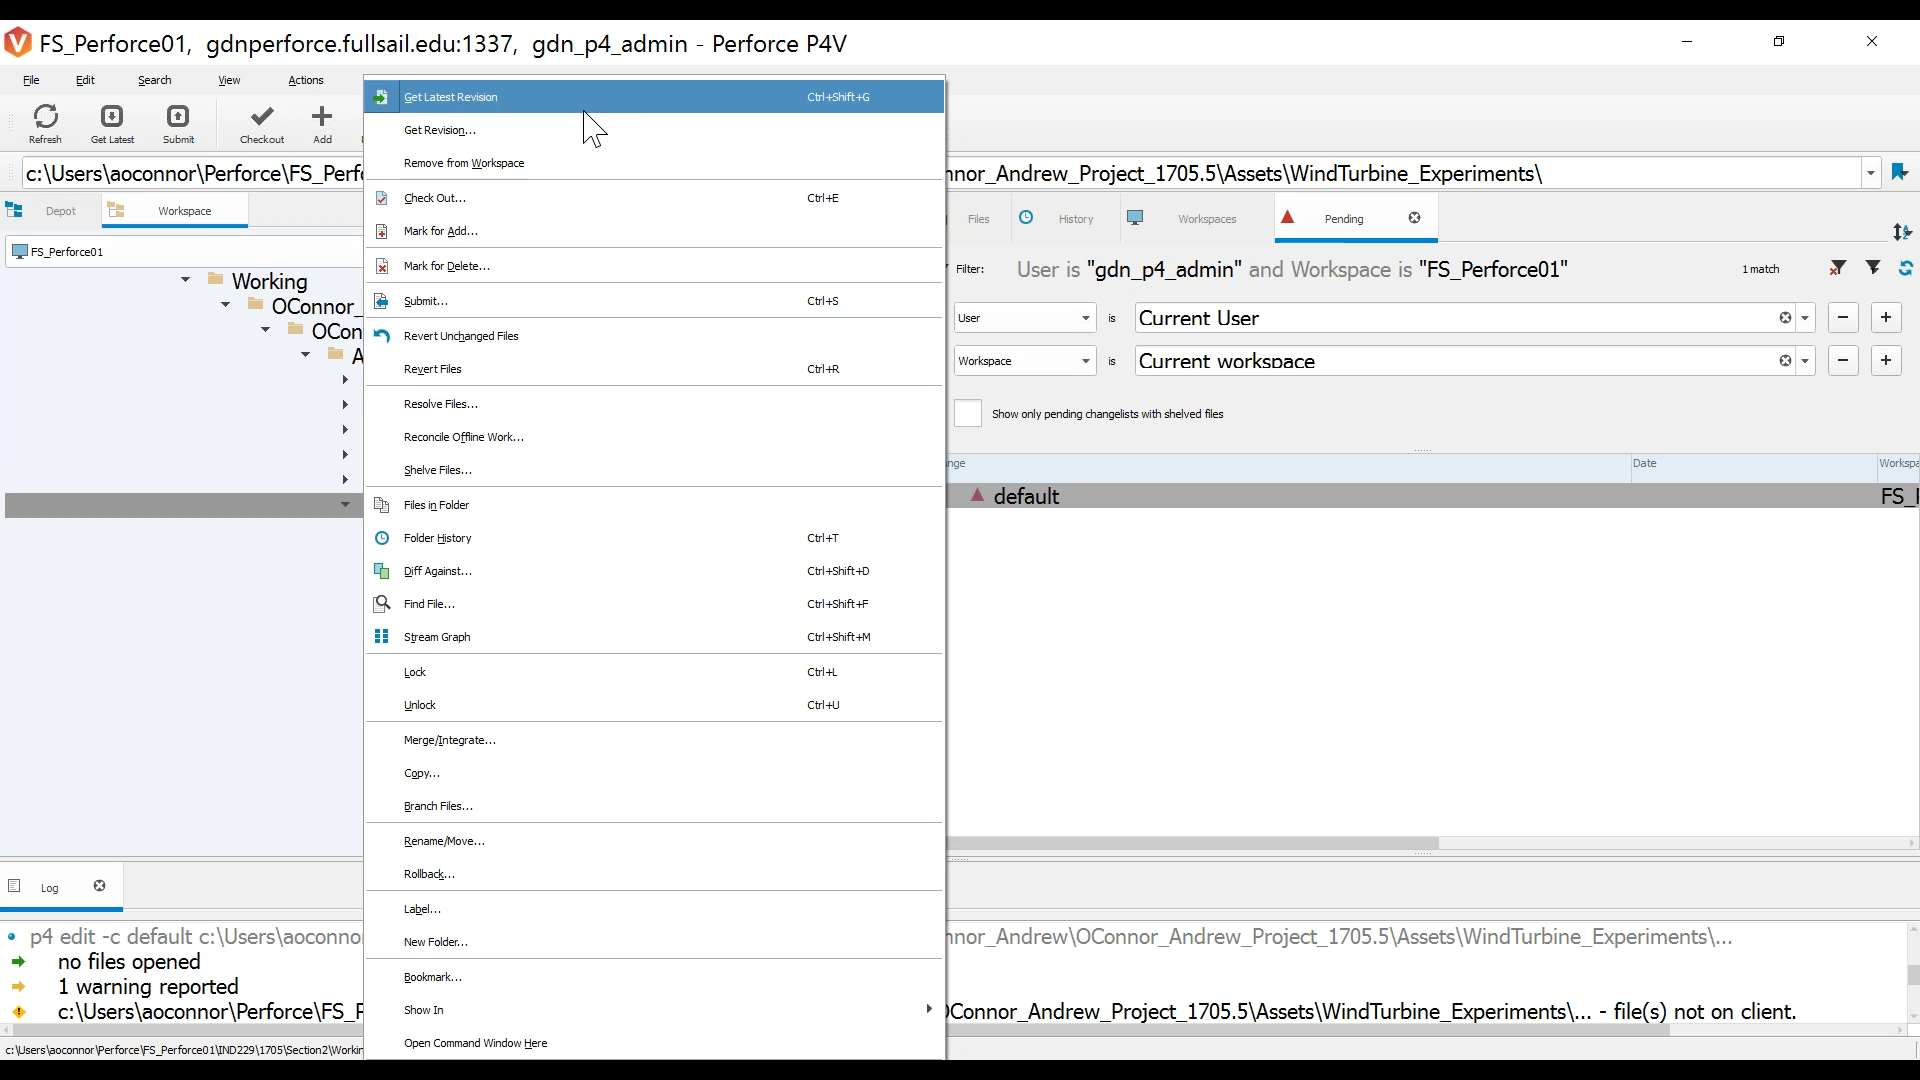 FS_Perforce01, gdnperforce.fullsail.edu:1337, gdn_p4_admin - Perforce P4V
File Edit Search View Actions
Refresh Get Latest Submit Checkout Add
c:\Users\aoconnor\Perforce\FS_Perf
nnor_Andrew_Project_1705.5\Assets\WindTurbine_Experiments\
Depot Workspace
FS_Perforce01
Working
OConnor_
OCon
A
Get Latest Revision Ctrl+Shift+G
Get Revision...
Remove from Workspace
Check Out... Ctrl+E
Mark for Add...
Mark for Delete...
Submit... Ctrl+S
Revert Unchanged Files
Revert Files Ctrl+R
Resolve Files...
Reconcile Offline Work...
Shelve Files...
Files in Folder
Folder History Ctrl+T
Diff Against... Ctrl+Shift+D
Find File... Ctrl+Shift+F
Stream Graph Ctrl+Shift+M
Lock Ctrl+L
Unlock Ctrl+U
Merge/Integrate...
Copy...
Branch Files...
Rename/Move...
Rollback...
Label...
New Folder...
Bookmark...
Show In
Open Command Window Here
Files History Workspaces Pending
Filter: User is "gdn_p4_admin" and Workspace is "FS_Perforce01" 1 match
User is Current User
Workspace is Current workspace
Show only pending changelists with shelved files
nge Date Workspa
default FS_
Log
p4 edit -c default c:\Users\aoconno
nnor_Andrew\OConnor_Andrew_Project_1705.5\Assets\WindTurbine_Experiments\...
no files opened
1 warning reported
c:\Users\aoconnor\Perforce\FS_P
OConnor_Andrew_Project_1705.5\Assets\WindTurbine_Experiments\... - file(s) not on client.
c:\Users\aoconnor\Perforce\FS_Perforce01\IND229\1705\Section2\Workin